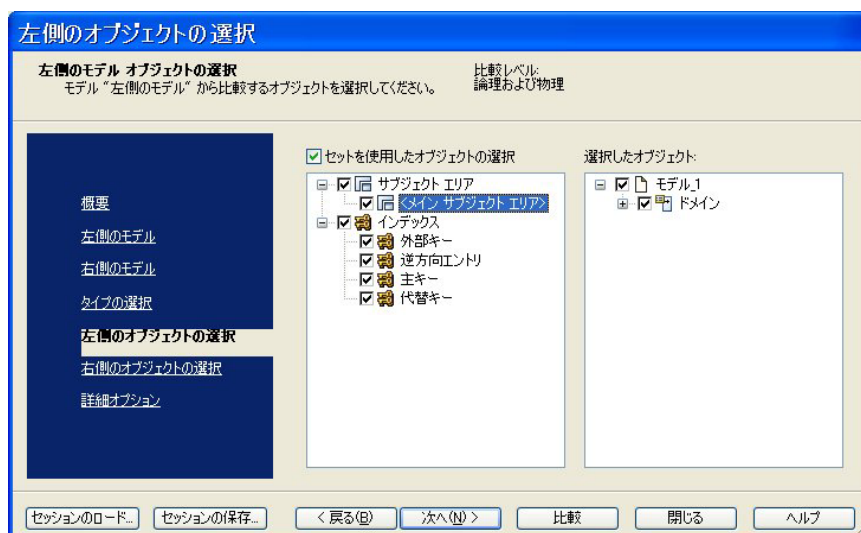 左側のオブジェクトの選択
左側のモデル オブジェクトの選択
モデル "左側のモデル" から比較するオブジェクトを選択してください。
比較レベル:
論理および物理
概要
左側のモデル
右側のモデル
タイプの選択
左側のオブジェクトの選択
右側のオブジェクトの選択
詳細オプション
セットを使用したオブジェクトの選択
サブジェクト エリア
<メイン サブジェクト エリア>
インデックス
外部キー
逆方向エントリ
主キー
代替キー
選択したオブジェクト:
モデル_1
ドメイン
セッションのロード... セッションの保存... < 戻る(B) 次へ(N) > 比較 閉じる ヘルプ